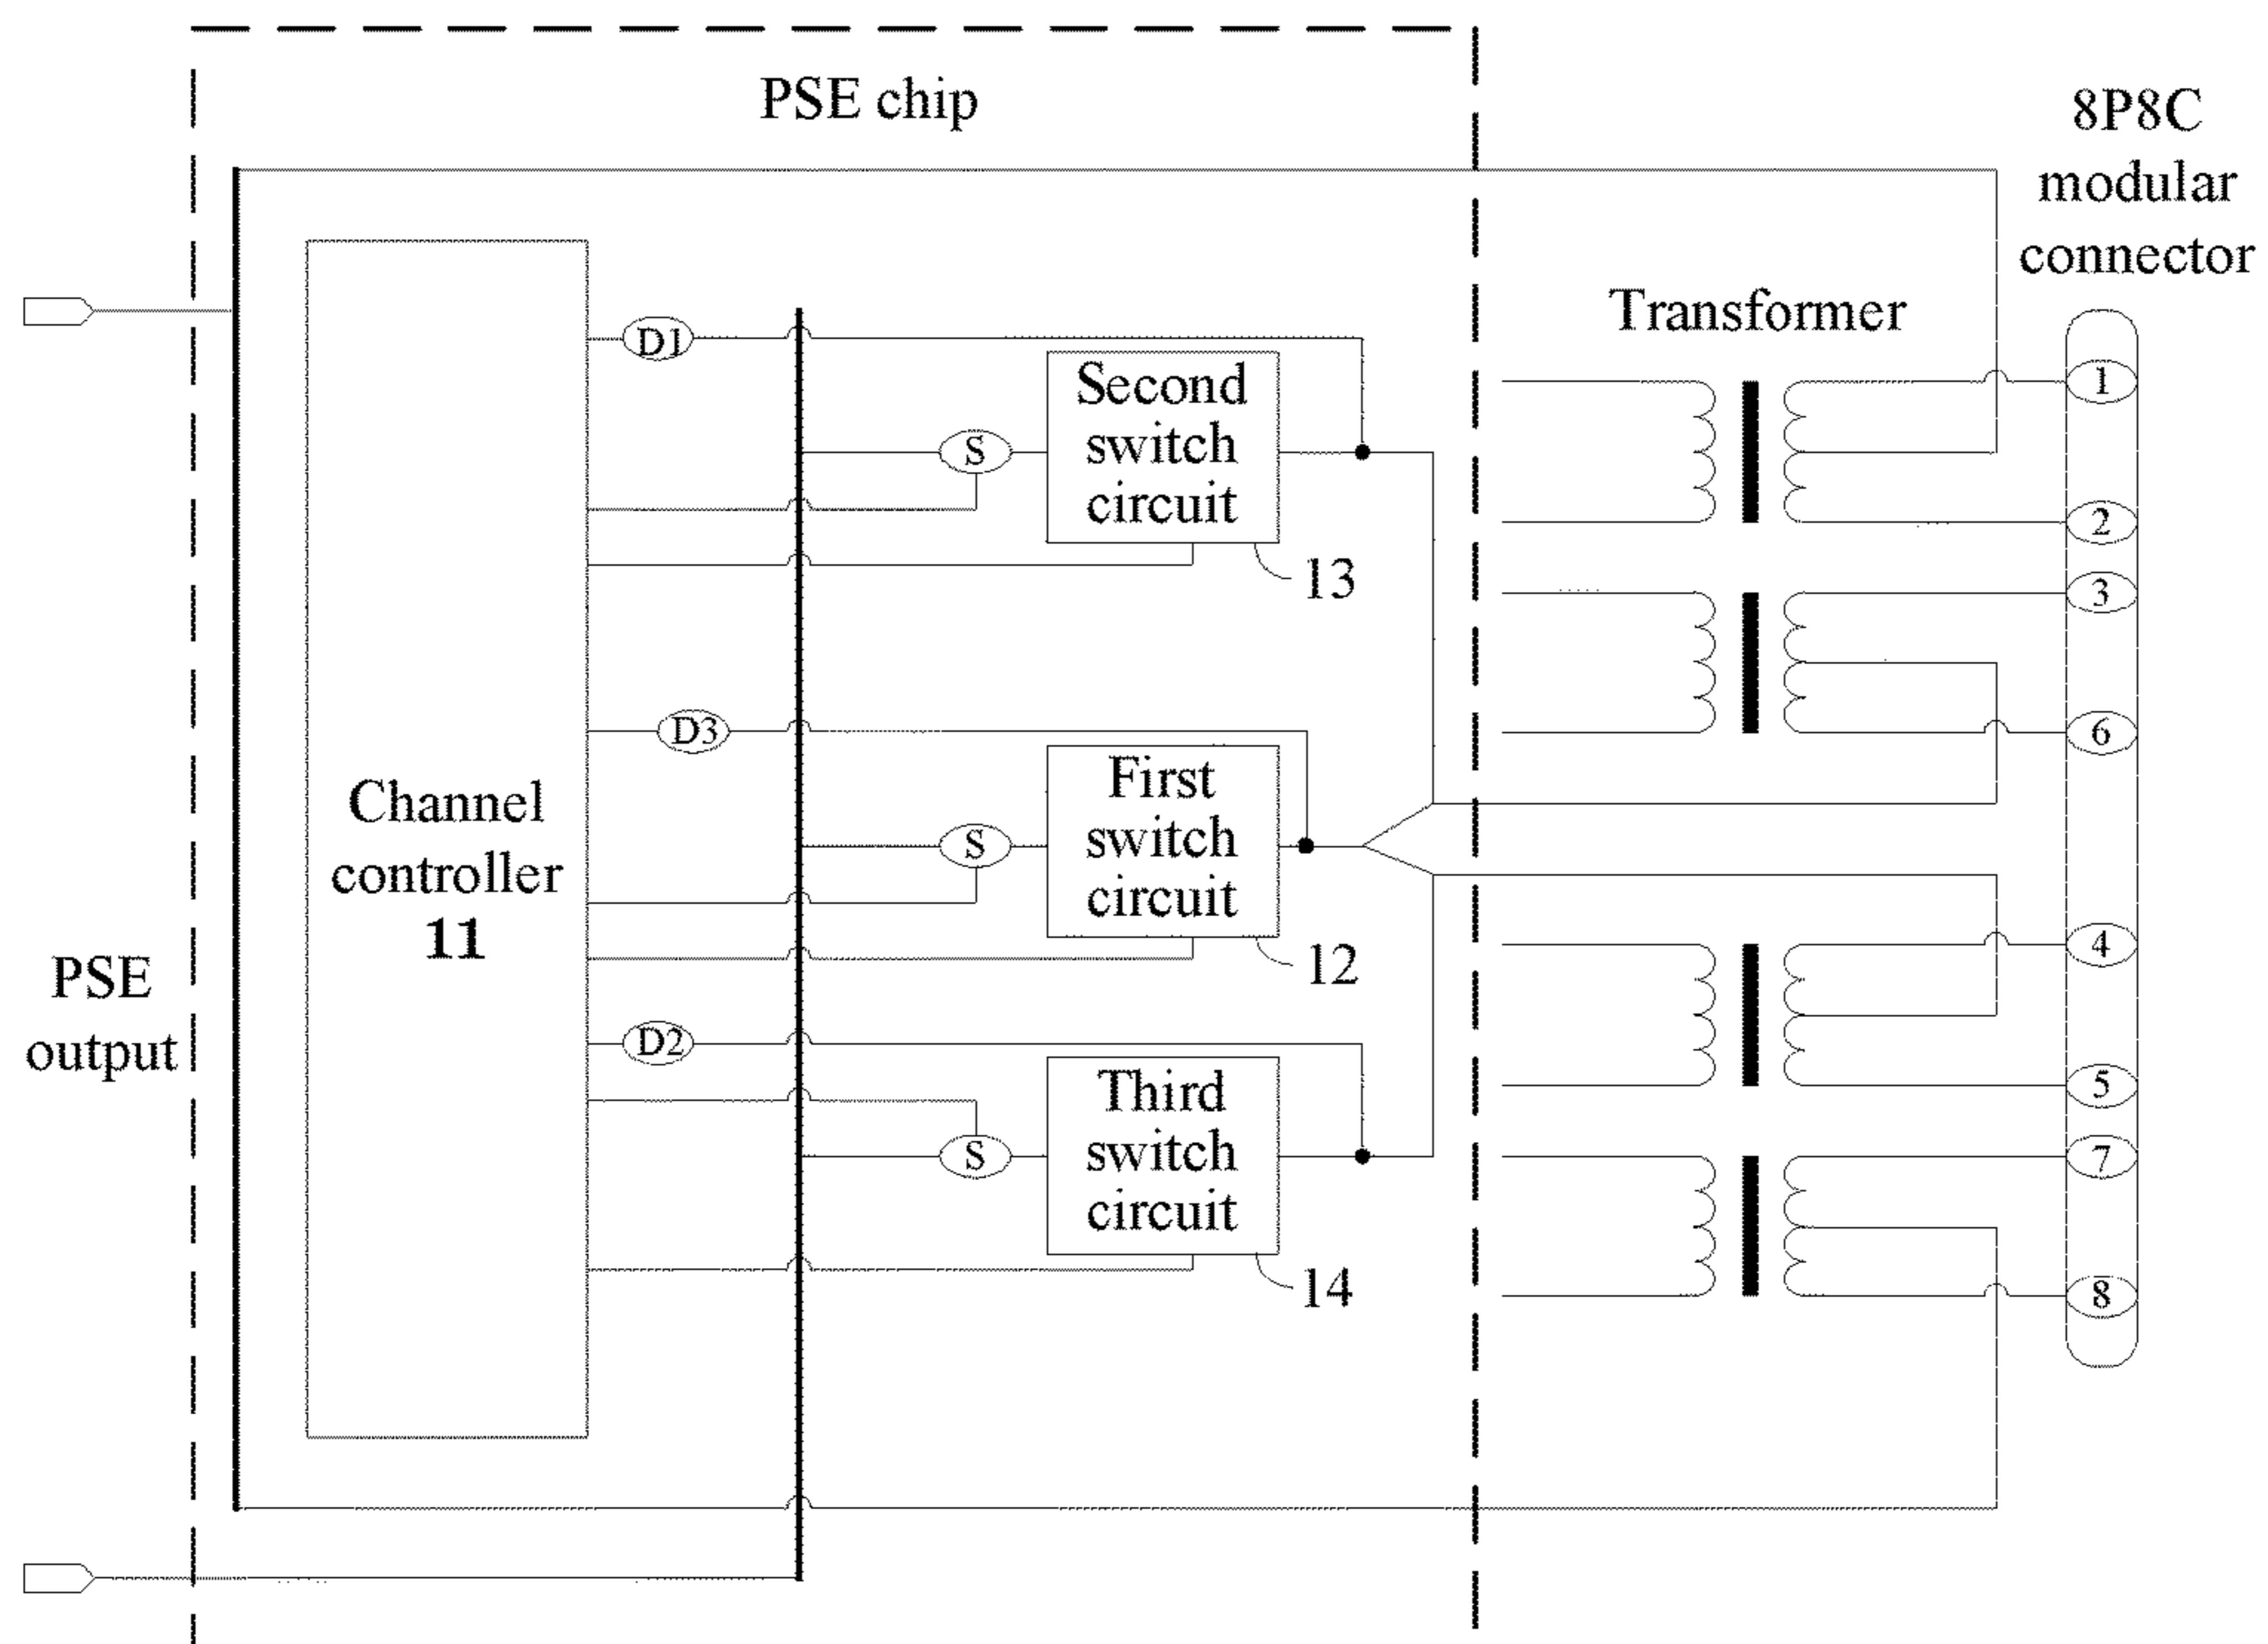 PSE chip
8P8C
modular
connector
Transformer
PSE
output
Channel
controller
11
D1
S
Second
switch
circuit
13
D3
S
First
switch
circuit
12
D2
S
Third
switch
circuit
14
1
2
3
6
4
5
7
8